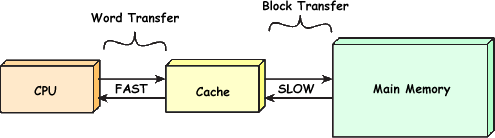 Word Transfer
Block Transfer
CPU
FAST
Cache
SLOW
Main Memory